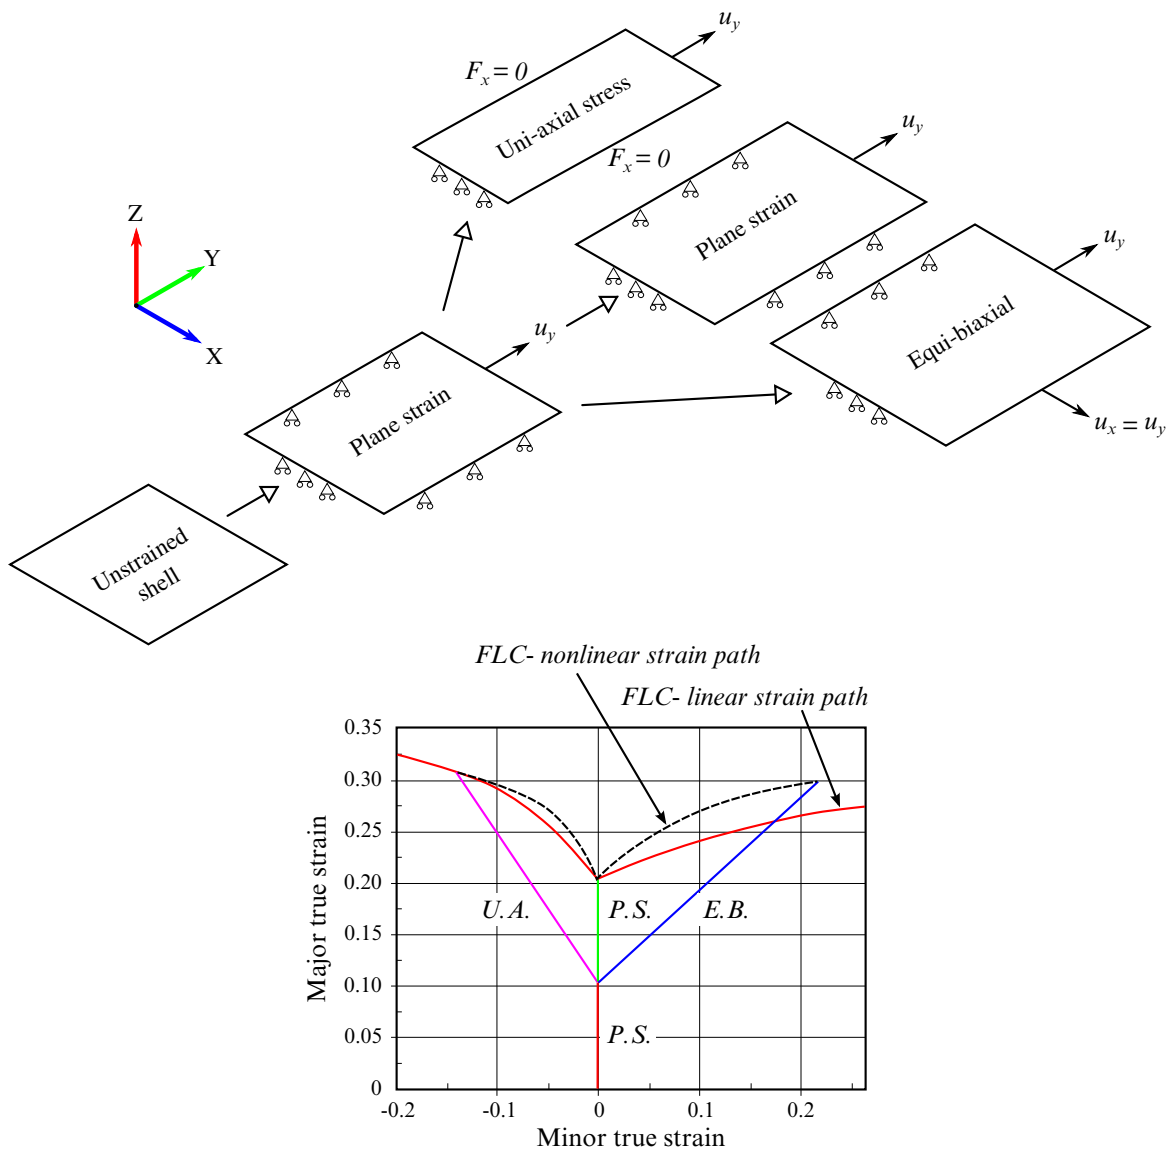 u_y
F_x = 0
Uni-axial stress
F_x = 0
u_y
Plane strain
u_y
Equi-biaxial
u_x = u_y
Z
Y
X
u_y
Plane strain
Unstrained
shell
FLC- nonlinear strain path
FLC- linear strain path
0.35
0.30
0.25
0.20
0.15
0.10
0.05
0
Major true strain
U.A.
P.S.
E.B.
P.S.
-0.2
-0.1
0
0.1
0.2
Minor true strain